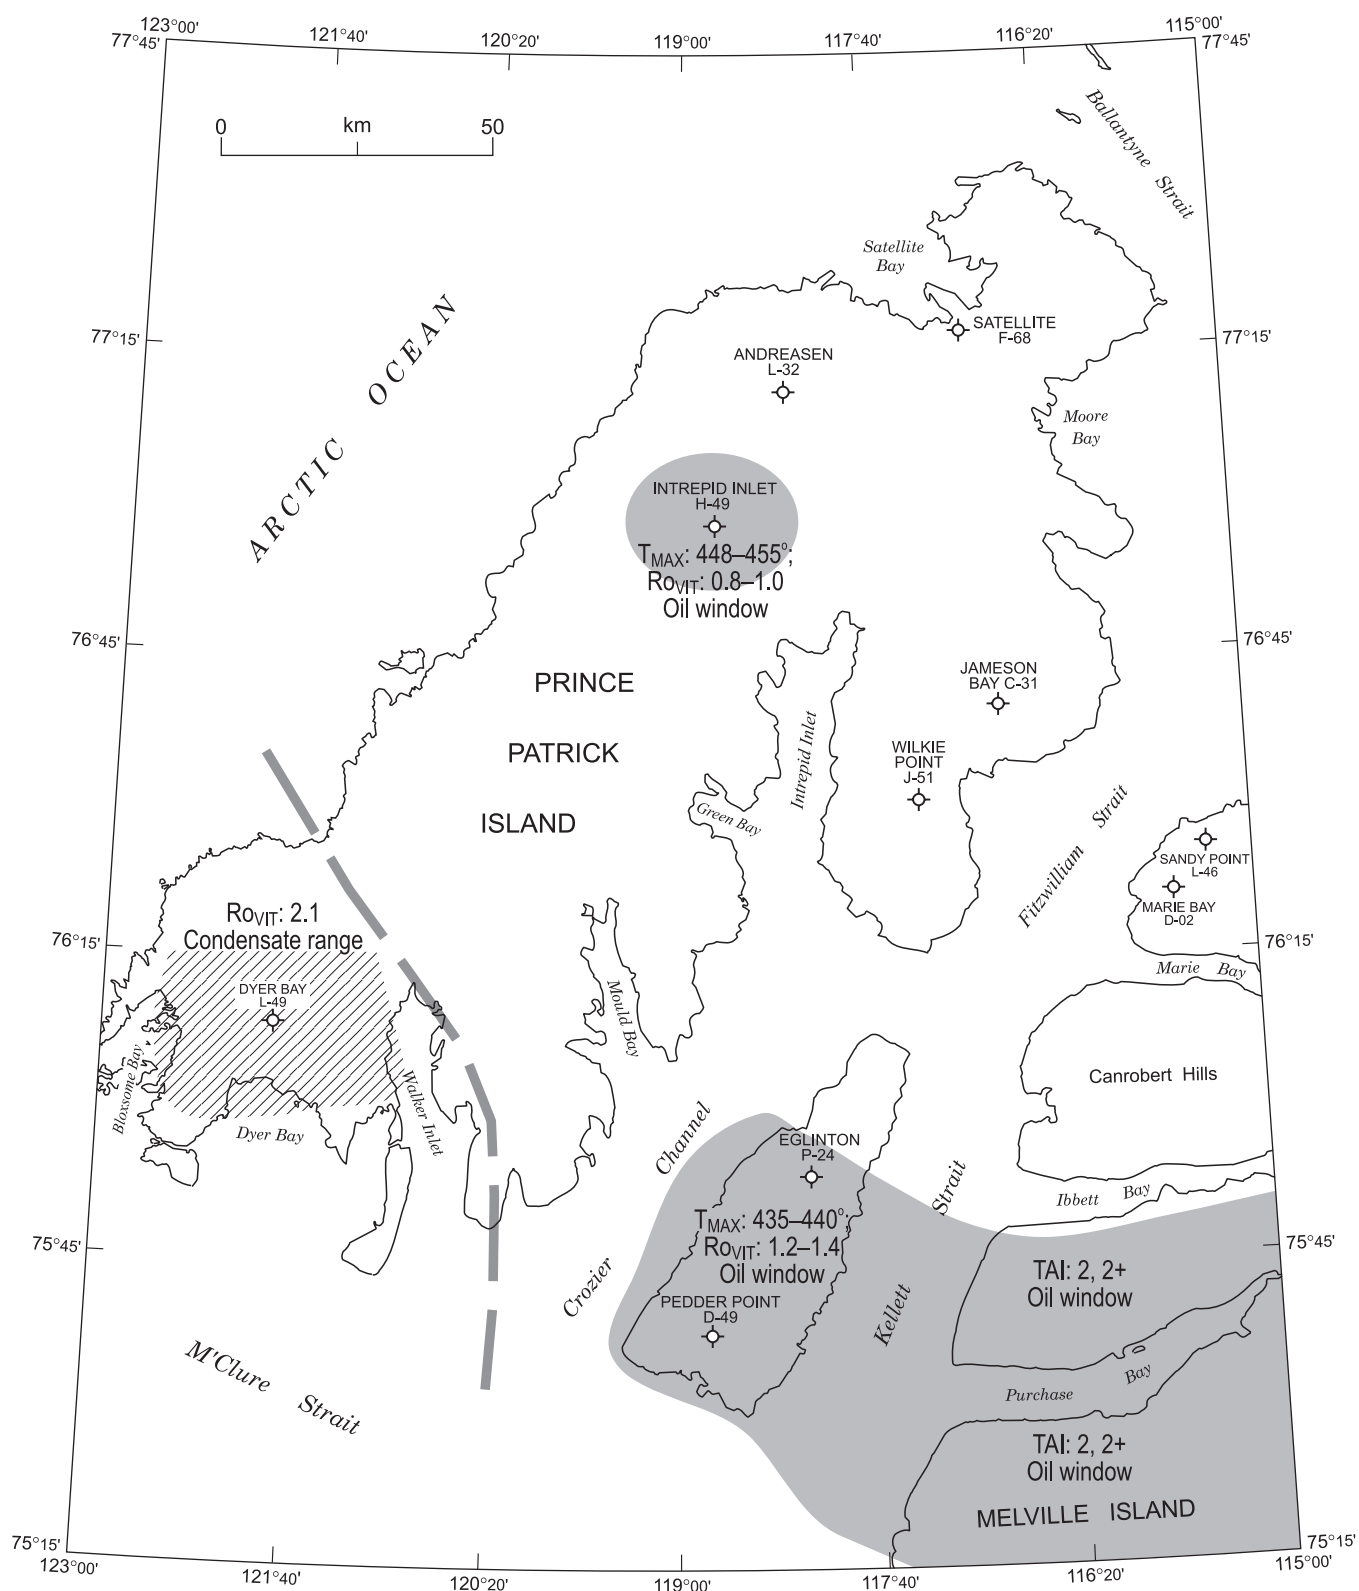 123°00'
121°40'
120°20'
119°00'
117°40'
116°20'
115°00'
77°45'
77°45'
0 km 50
Ballantyne Strait
Satellite
Bay
SATELLITE
F-68
77°15'
77°15'
ANDREASEN
L-32
ARCTIC OCEAN
Moore
Bay
INTREPID INLET
H-49
TMAX: 448–455°;
ROVIT: 0.8–1.0
Oil window
76°45'
76°45'
PRINCE
PATRICK
ISLAND
JAMESON
BAY C-31
Intrepid Inlet
WILKIE
POINT
J-51
Green Bay
Fitzwilliam Strait
SANDY POINT
L-46
MARIE BAY
D-02
ROVIT: 2.1
Condensate range
76°15'
76°15'
Marie Bay
DYER BAY
L-49
Mould Bay
Bloxsome Bay
Walker Inlet
Dyer Bay
Canrobert Hills
Crozier Channel
EGLINTON
P-24
Kellett Strait
Ibbett Bay
TMAX: 435–440°;
ROVIT: 1.2–1.4
Oil window
75°45'
75°45'
TAI: 2, 2+
Oil window
PEDDER POINT
D-49
M'Clure Strait
Purchase Bay
TAI: 2, 2+
Oil window
MELVILLE ISLAND
75°15'
75°15'
123°00'
121°40'
120°20'
119°00'
117°40'
116°20'
115°00'